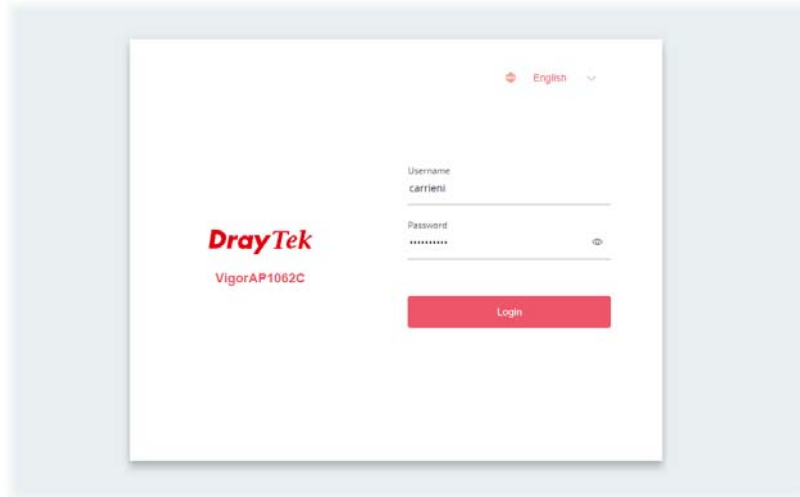 English
Username
carrieni
Password
••••••••••
DrayTek
VigorAP1062C
Login